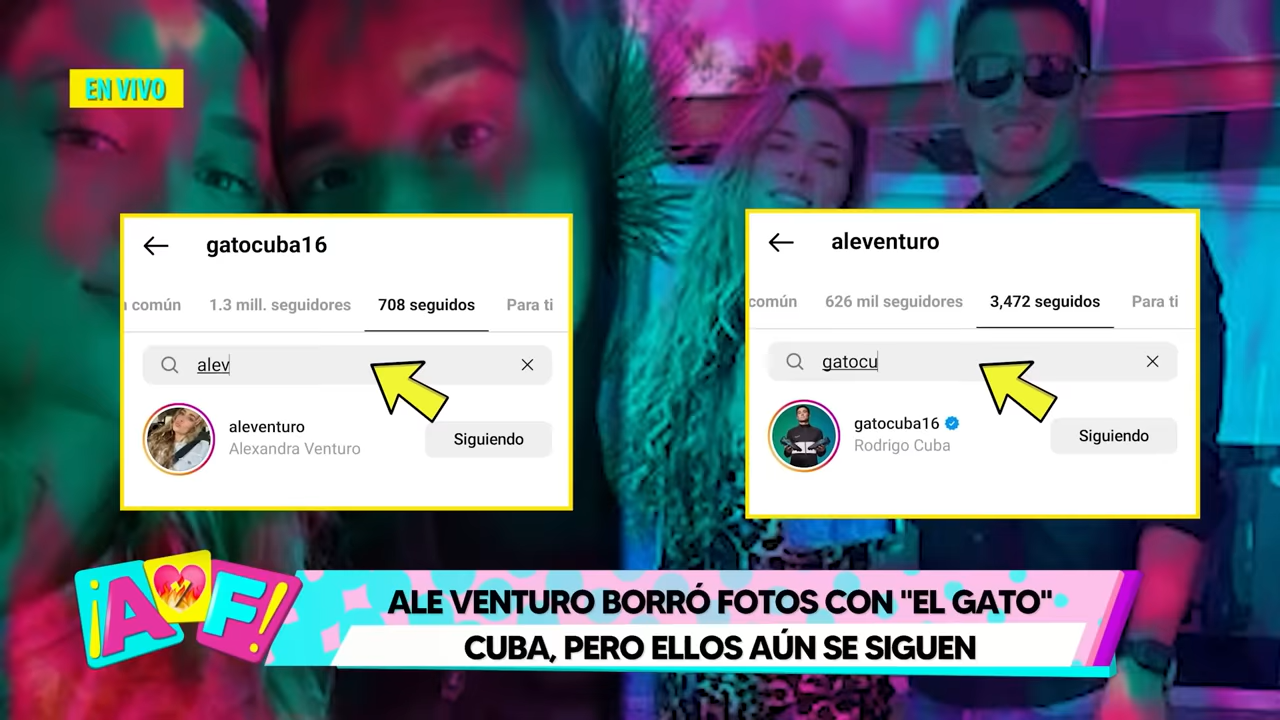 EN VIVO
gatocuba16
n común 1.3 mill. seguidores 708 seguidos Para ti
alev
aleventuro
Alexandra Venturo
Siguiendo
aleventuro
común 626 mil seguidores 3,472 seguidos Para ti
gatocu
gatocuba16
Rodrigo Cuba
Siguiendo
¡A F!
ALE VENTURO BORRÓ FOTOS CON "EL GATO"
CUBA, PERO ELLOS AÚN SE SIGUEN